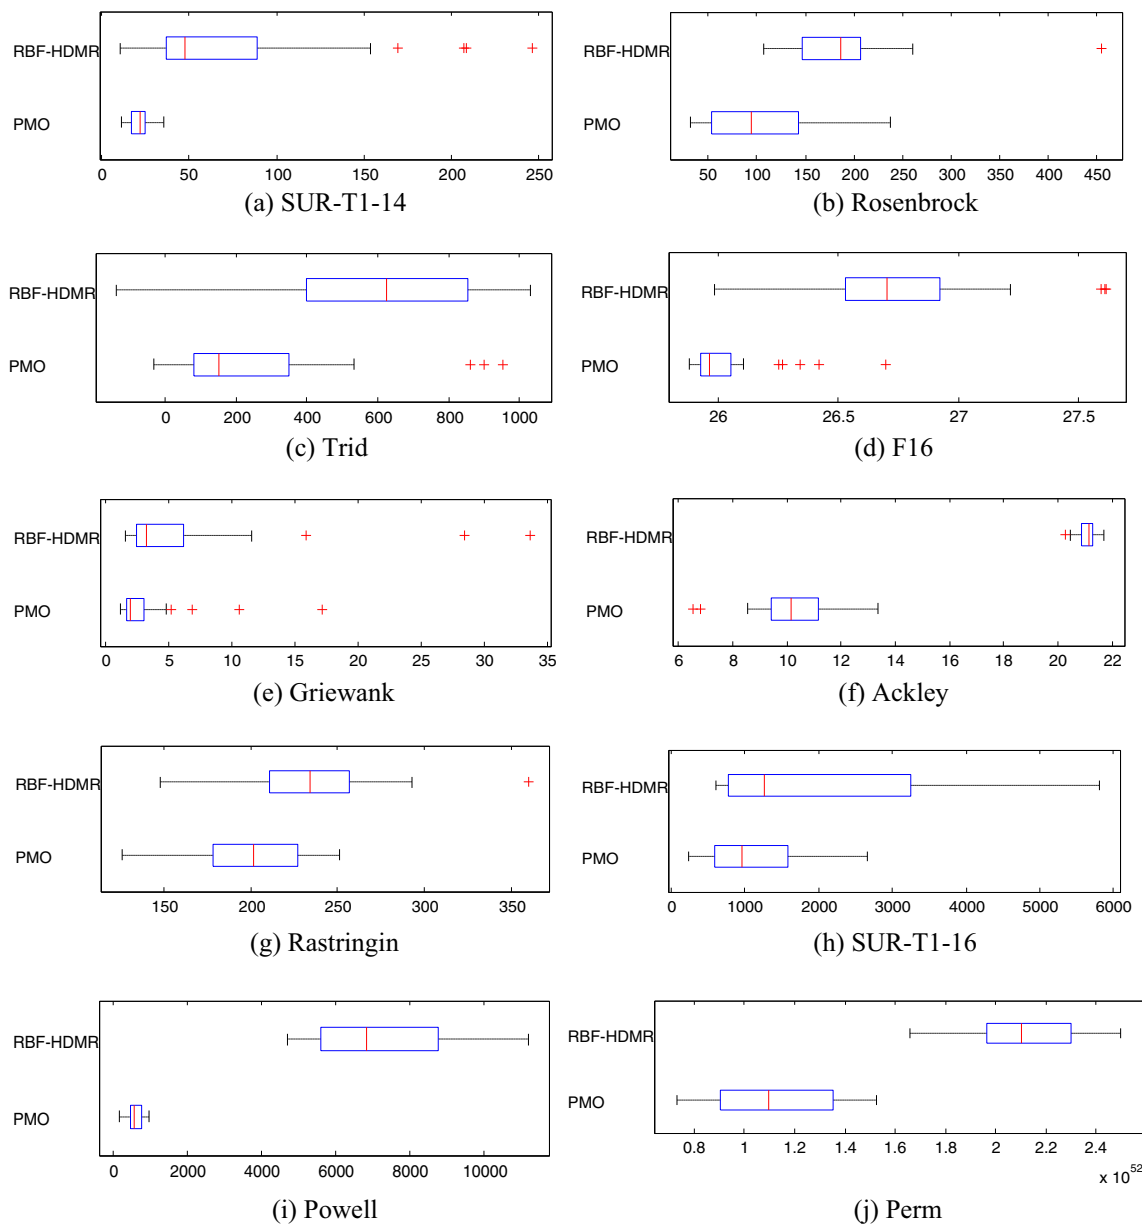 RBF-HDMR
PMO
0 50 100 150 200 250
(a) SUR-T1-14
RBF-HDMR
PMO
50 100 150 200 250 300 350 400 450
(b) Rosenbrock
RBF-HDMR
PMO
0 200 400 600 800 1000
(c) Trid
RBF-HDMR
PMO
26 26.5 27 27.5
(d) F16
RBF-HDMR
PMO
0 5 10 15 20 25 30 35
(e) Griewank
RBF-HDMR
PMO
6 8 10 12 14 16 18 20 22
(f) Ackley
RBF-HDMR
PMO
150 200 250 300 350
(g) Rastringin
RBF-HDMR
PMO
0 1000 2000 3000 4000 5000 6000
(h) SUR-T1-16
RBF-HDMR
PMO
0 2000 4000 6000 8000 10000
(i) Powell
RBF-HDMR
PMO
0.8 1 1.2 1.4 1.6 1.8 2 2.2 2.4
x 10^52
(j) Perm